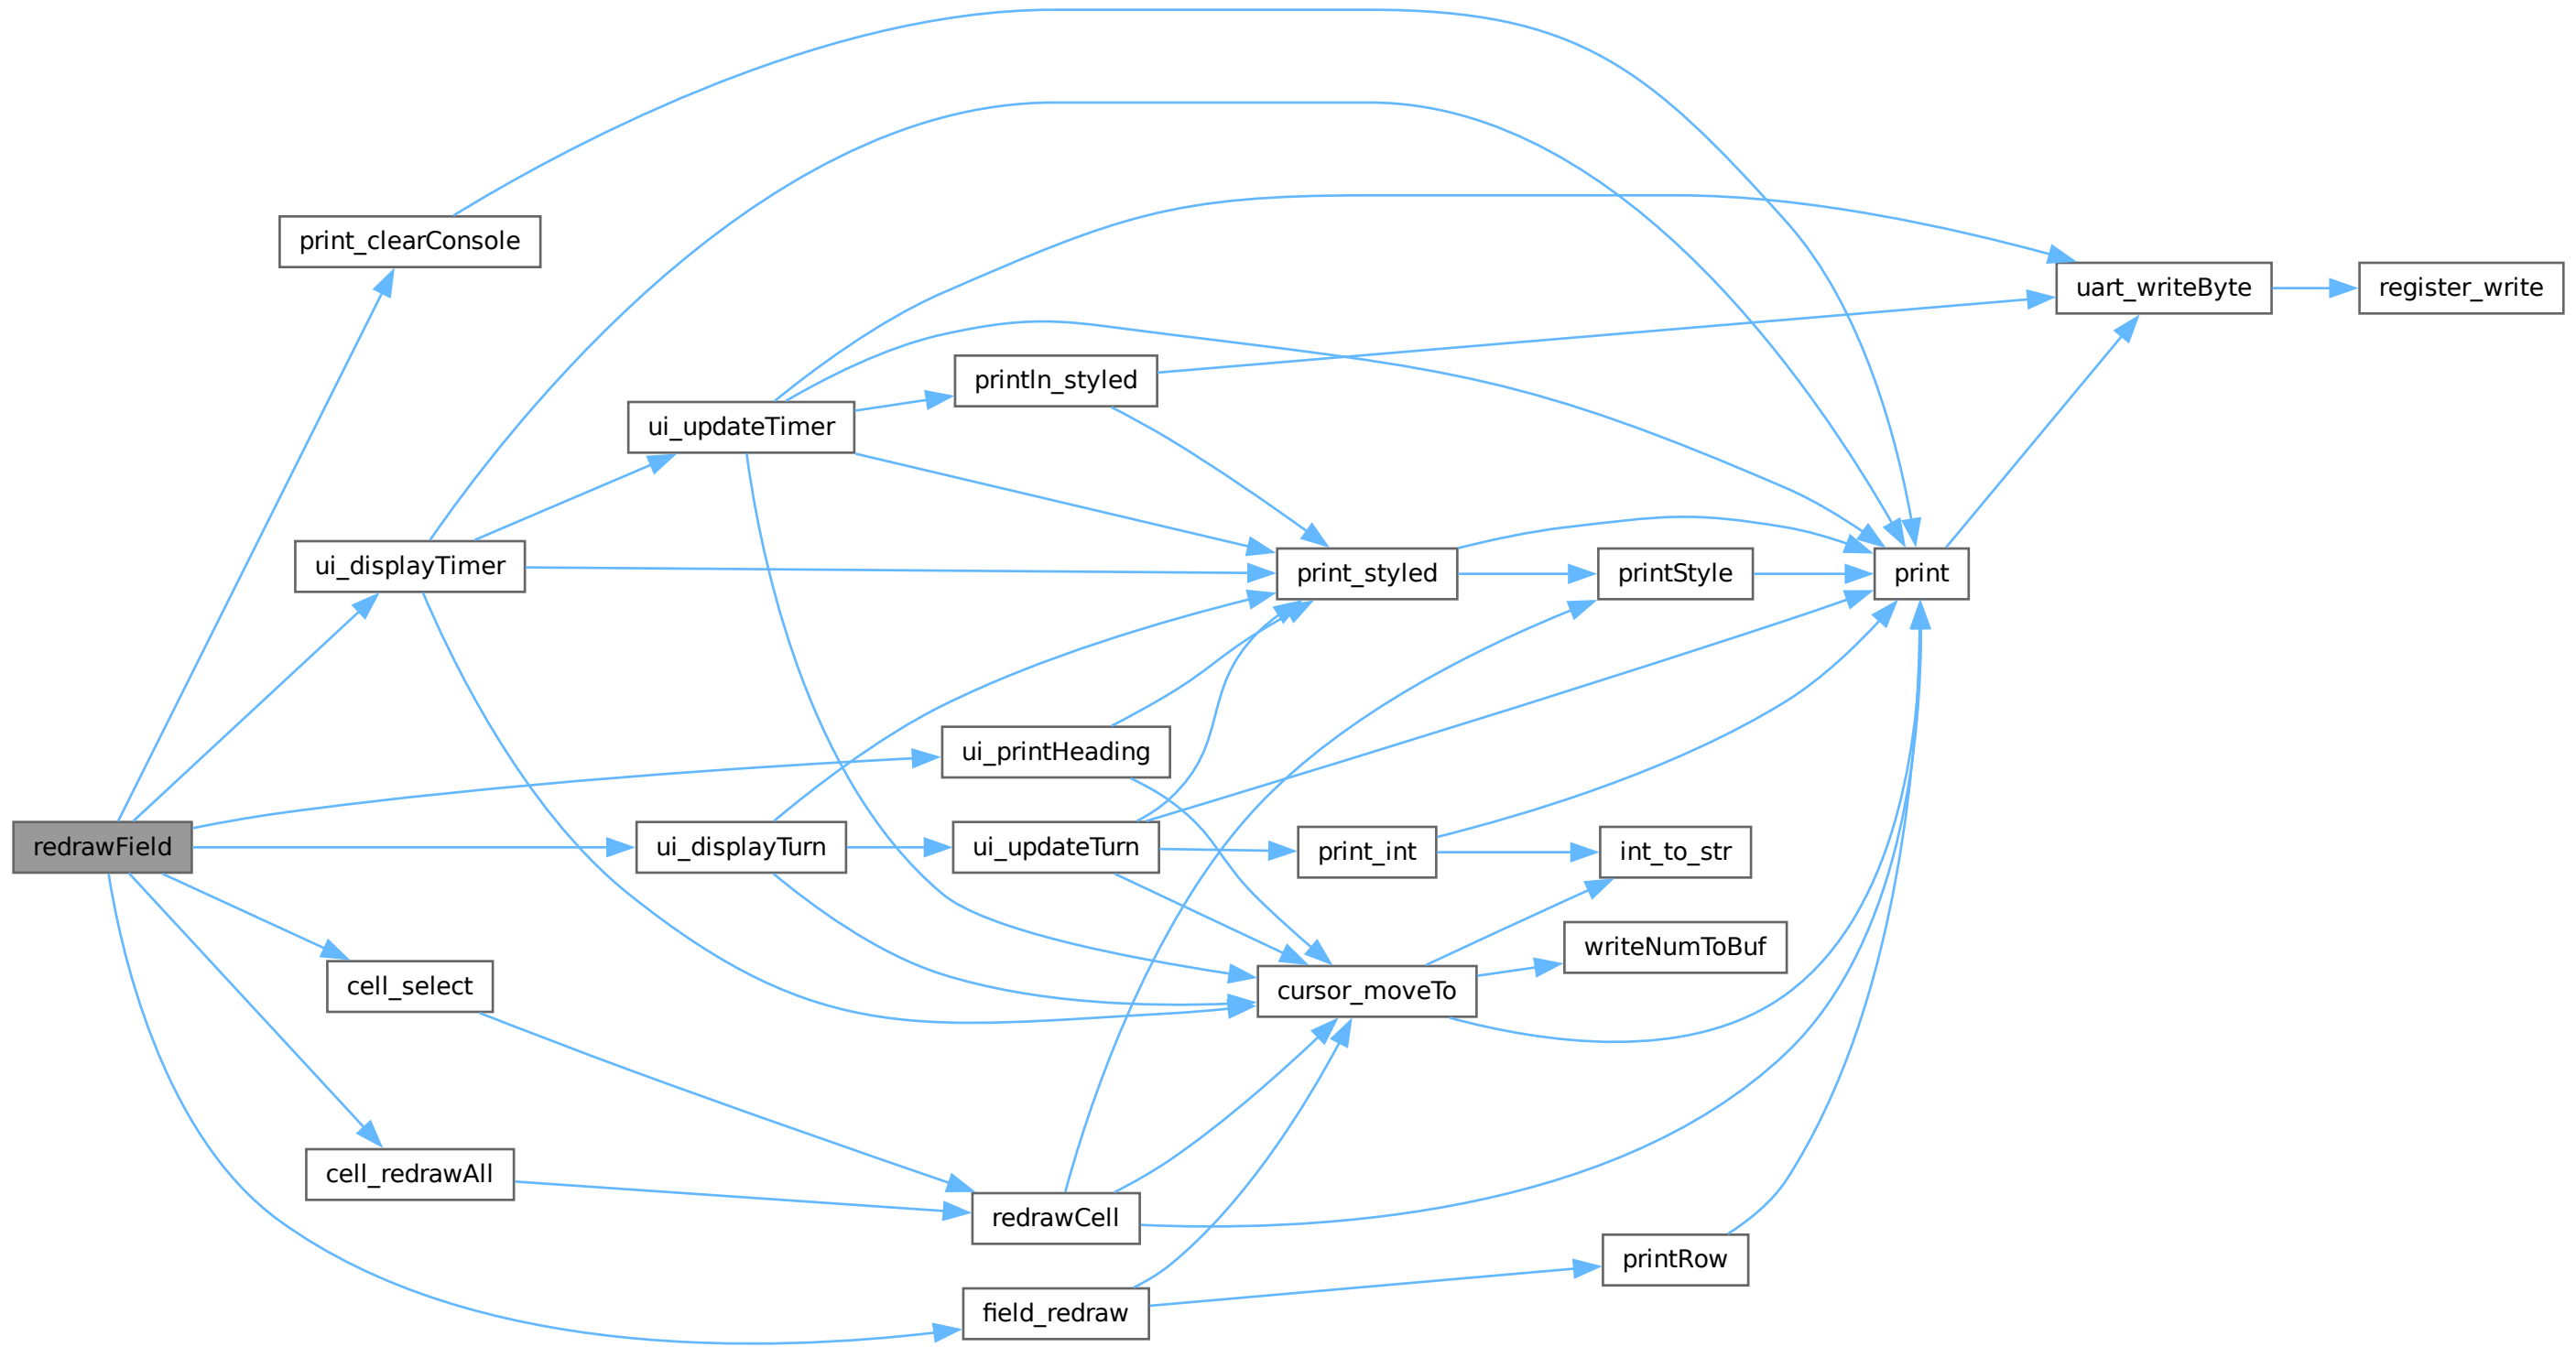 print_clearConsole
uart_writeByte
register_write
println_styled
ui_updateTimer
ui_displayTimer
print_styled
printStyle
print
ui_printHeading
redrawField
ui_displayTurn
ui_updateTurn
print_int
int_to_str
writeNumToBuf
cell_select
cursor_moveTo
cell_redrawAll
redrawCell
printRow
field_redraw